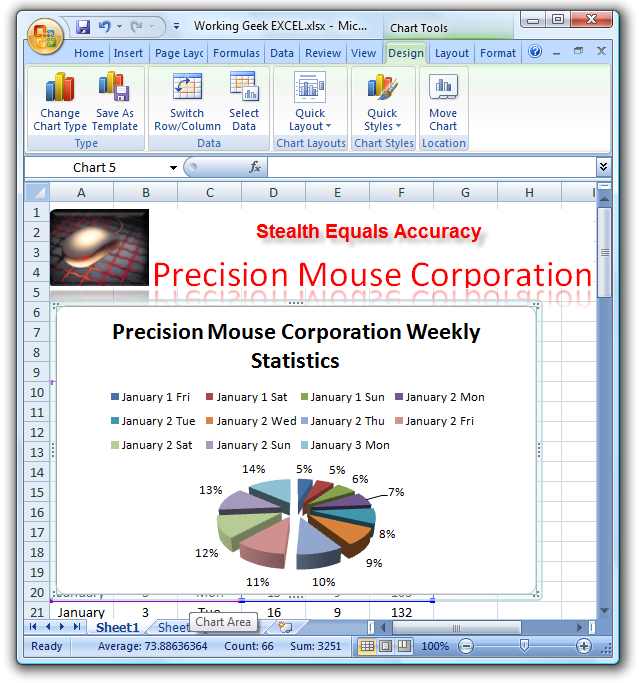 Working Geek EXCEL.xlsx - Mic...
Chart Tools
Home Insert Page Layc Formulas Data Review View Design Layout Format
Change Chart Type
Save As Template
Switch Row/Column
Select Data
Quick Layout
Quick Styles
Move Chart
Type Data Chart Layouts Chart Styles Location
Chart 5 fx
A B C D E F G H I
1
2 Stealth Equals Accuracy
3
4 Precision Mouse Corporation
5
6
7 Precision Mouse Corporation Weekly
8 Statistics
9
10 January 1 Fri January 1 Sat January 1 Sun January 2 Mon
11 January 2 Tue January 2 Wed January 2 Thu January 2 Fri
12
13 January 2 Sat January 2 Sun January 3 Mon
14 14% 5% 5% 6%
15 13% 7%
16
17 8%
18 12% 9%
19 11% 10%
20 January 3 Mon 15 9 105
21 January 3 Tue 16 9 132
Sheet1 Sheet
Chart Area
Ready Average: 73.88636364 Count: 66 Sum: 3251 100%